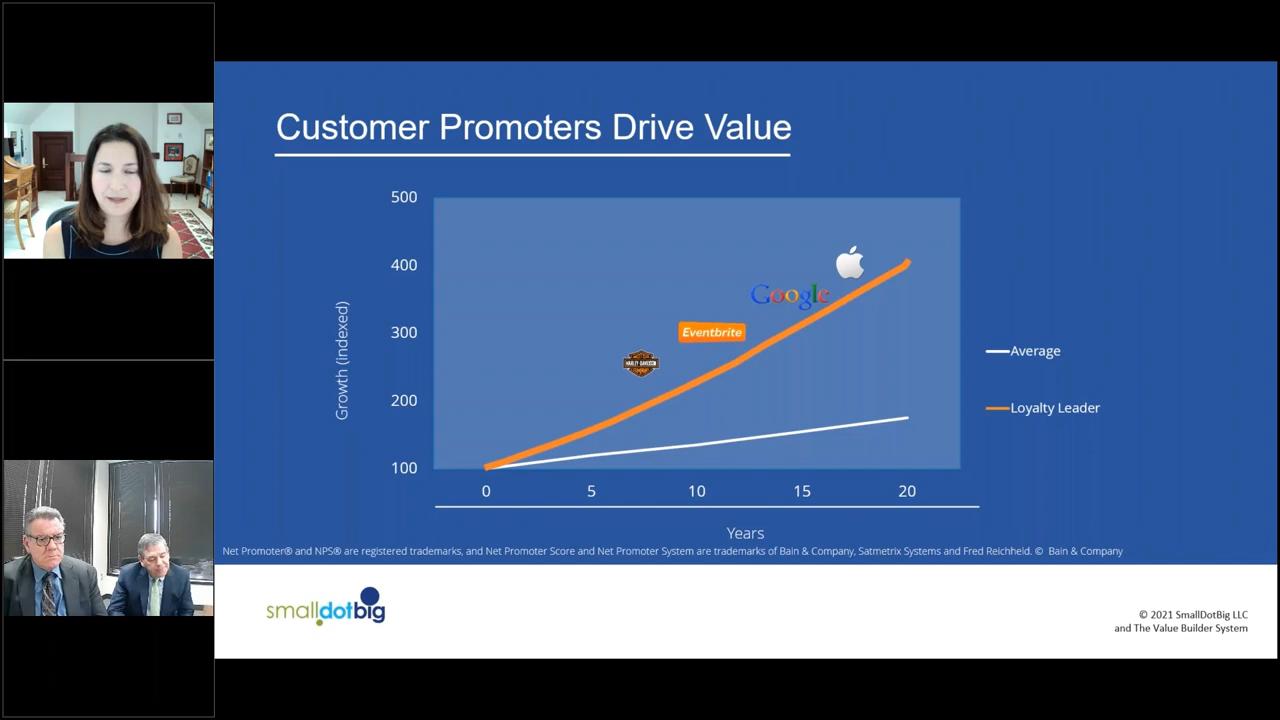 Customer Promoters Drive Value
500
400
300
200
100
Growth (indexed)
Google
Eventbrite
HARLEY-DAVIDSON
0 5 10 15 20
Years
Average
Loyalty Leader
Net Promoter® and NPS® are registered trademarks, and Net Promoter Score and Net Promoter System are trademarks of Bain & Company, Satmetrix Systems and Fred Reichheld. © Bain & Company
smalldotbig
© 2021 SmallDotBig LLC
and The Value Builder System